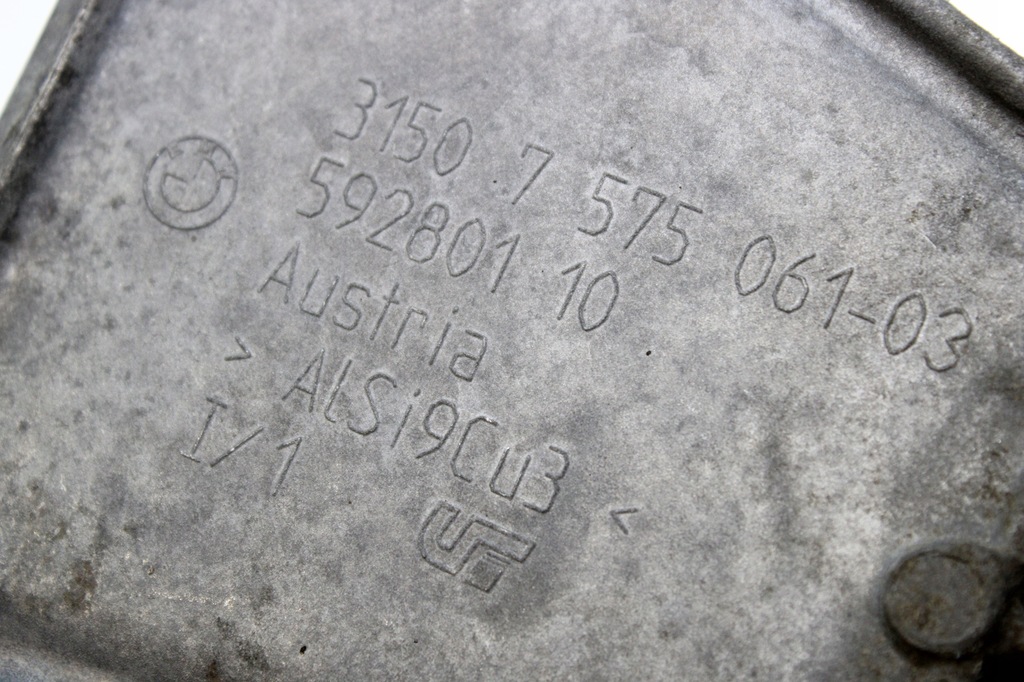 3150 7 575 061-03
592801 10
Austria
> AlSi9Cu3 <
I/1